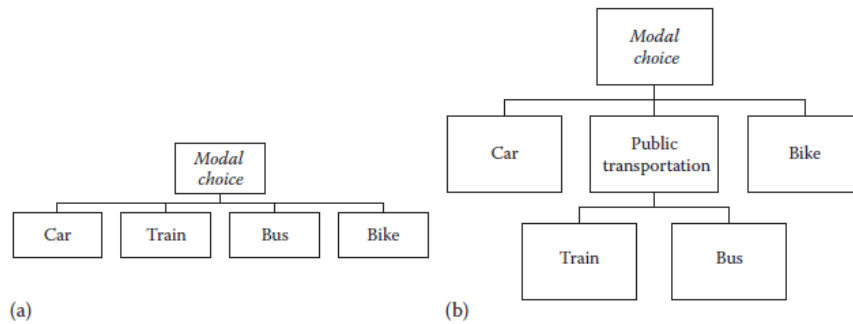 Modal
choice
Car
Train
Bus
Bike
(a)
Modal
choice
Car
Public
transportation
Bike
Train
Bus
(b)